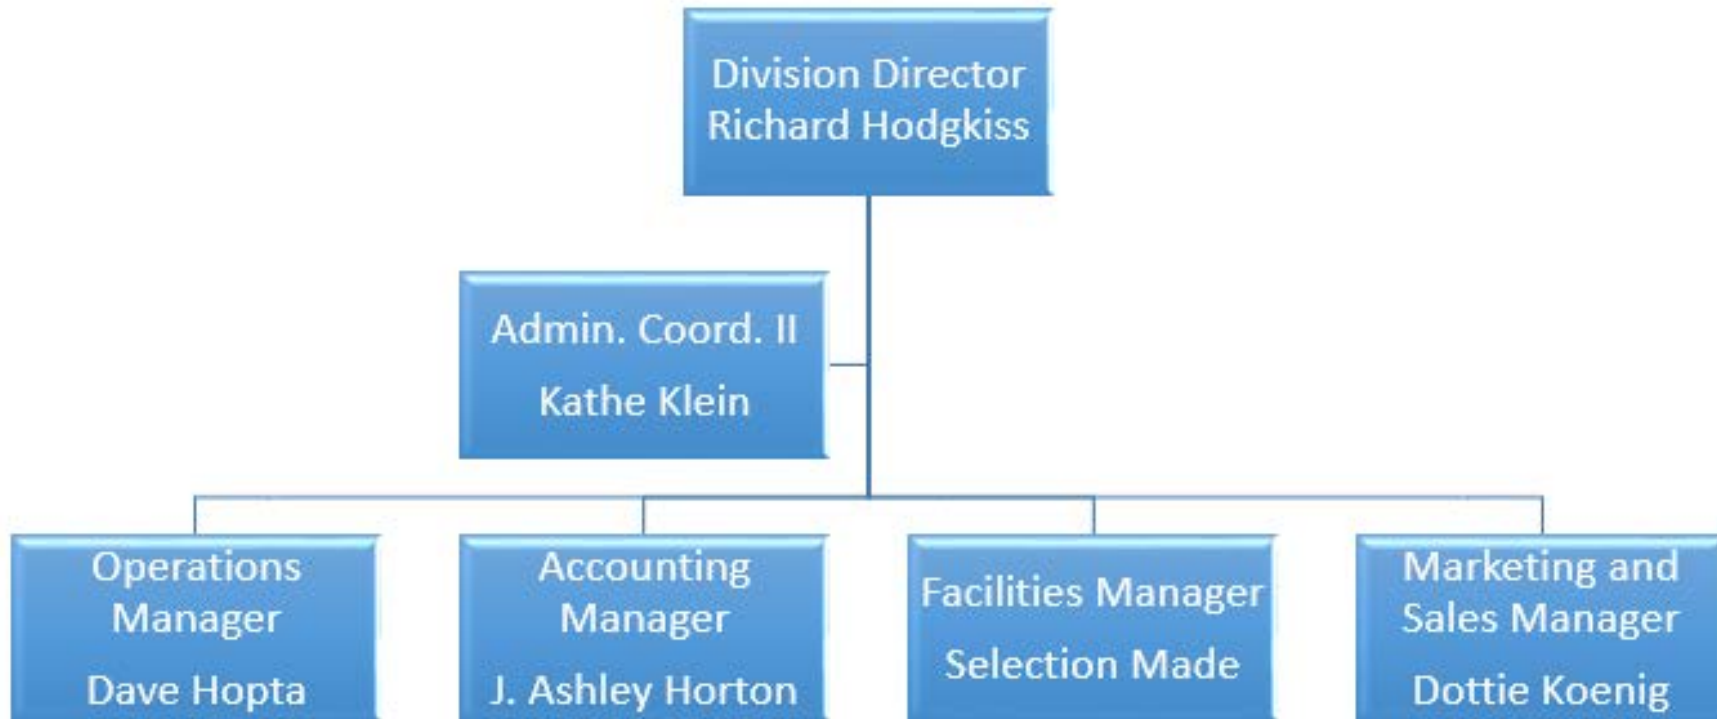 Division Director
Richard Hodgkiss
Admin. Coord. II
Kathe Klein
Operations
Manager
Dave Hopta
Accounting
Manager
J. Ashley Horton
Facilities Manager
Selection Made
Marketing and
Sales Manager
Dottie Koenig